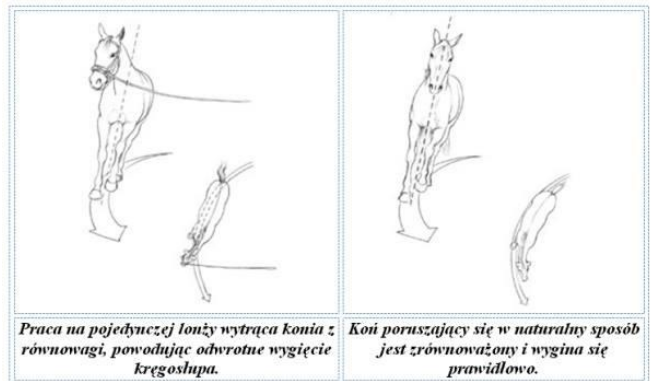 Praca na pojedynczej lonży wytrąca konia z
równowagi, powodując odwrotne wygięcie
kręgosłupa.
Koń poruszający się w naturalny sposób
jest zrównoważony i wygina się
prawidłowo.